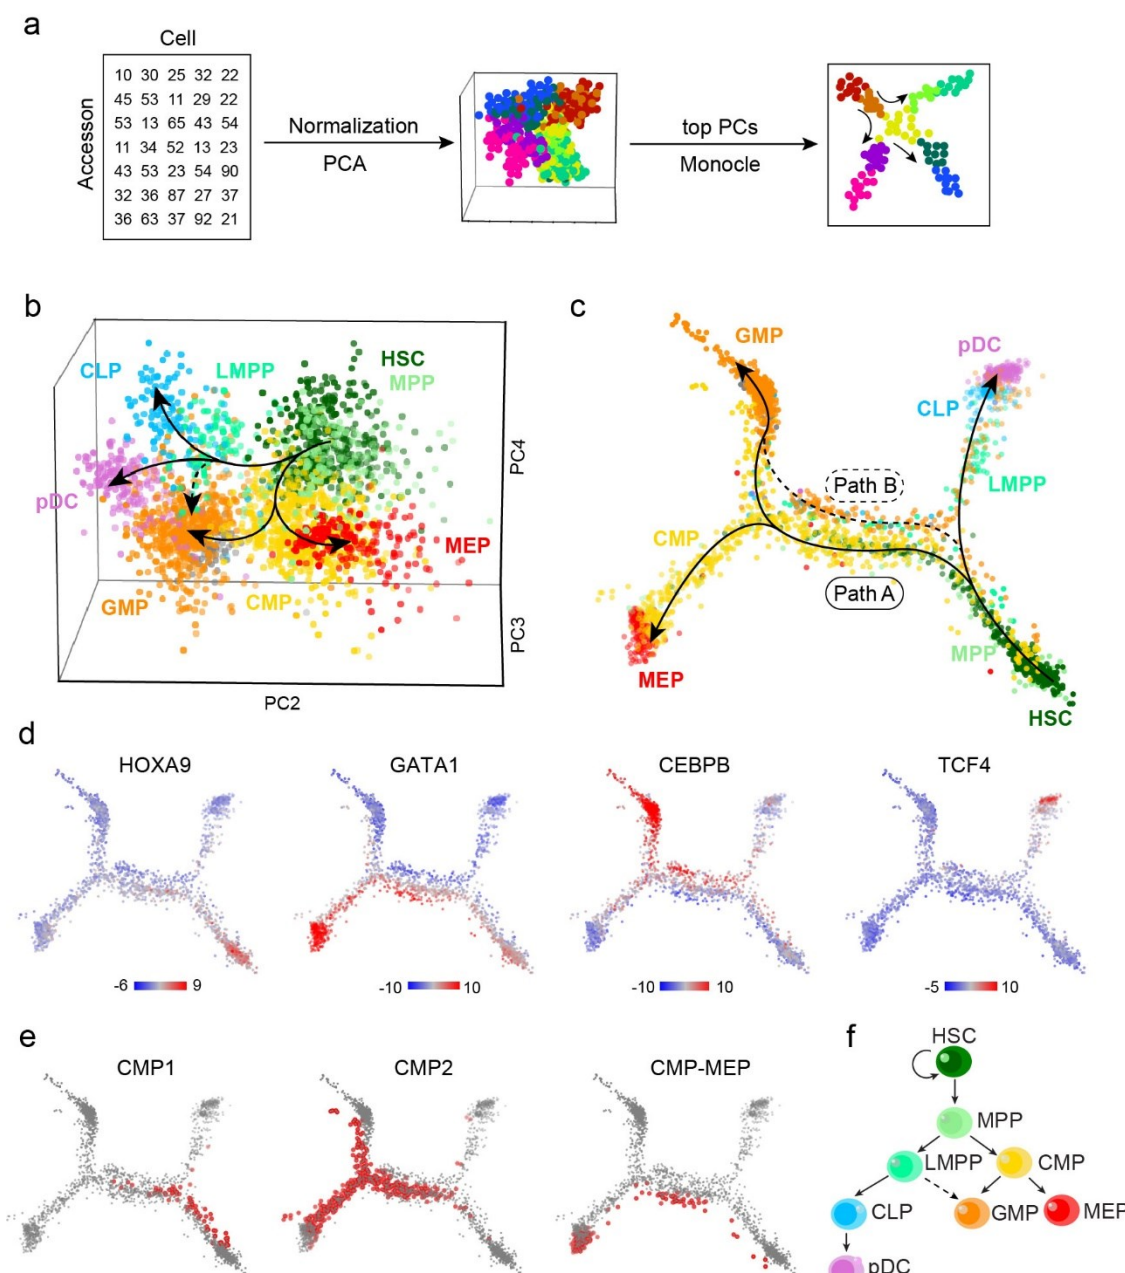 a
Cell
Accesson
10 30 25 32 22
45 53 11 29 22
53 13 65 43 54
11 34 52 13 23
43 53 23 54 90
32 36 87 27 37
36 63 37 92 21
Normalization
PCA
top PCs
Monocle
b
CLP
LMPP
HSC
MPP
pDC
GMP
CMP
MEP
PC4
PC3
PC2
c
GMP
pDC
CLP
LMPP
Path B
CMP
Path A
MPP
MEP
HSC
d
HOXA9
GATA1
CEBPB
TCF4
-6 9
-10 10
-10 10
-5 10
e
CMP1
CMP2
CMP-MEP
f
HSC
MPP
LMPP
CMP
CLP
GMP
MEP
pDC